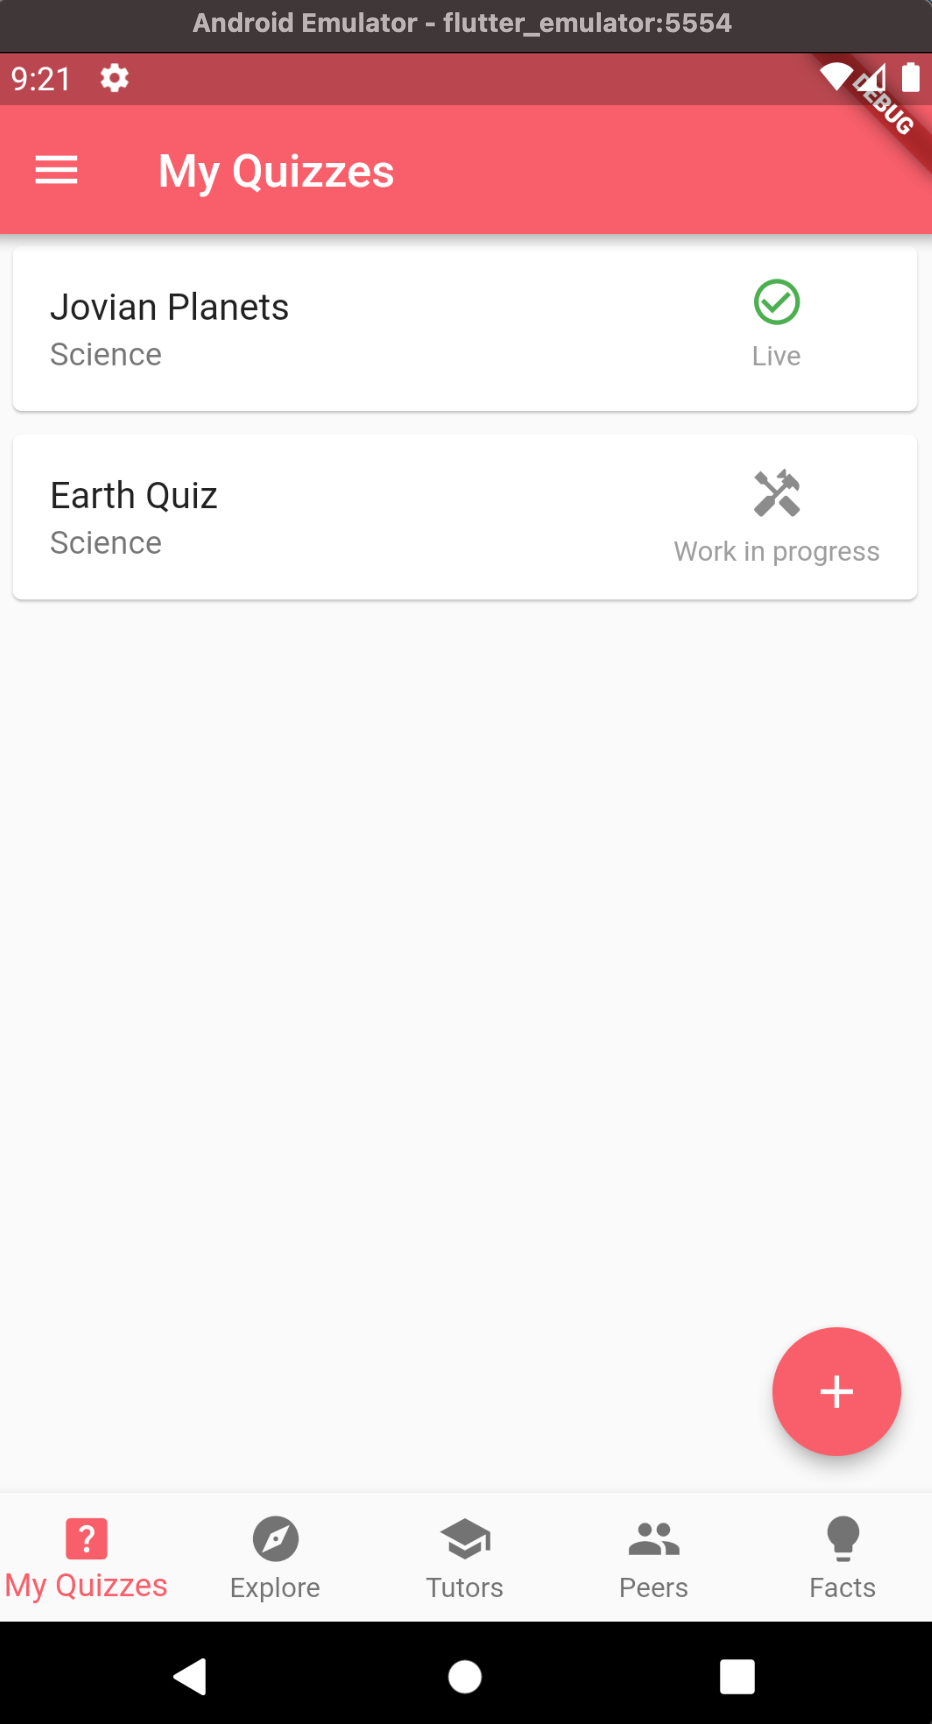 Android Emulator - flutter_emulator:5554
9:21
DEBUG
My Quizzes
Jovian Planets
Science
Live
Earth Quiz
Science
Work in progress
My Quizzes
Explore
Tutors
Peers
Facts